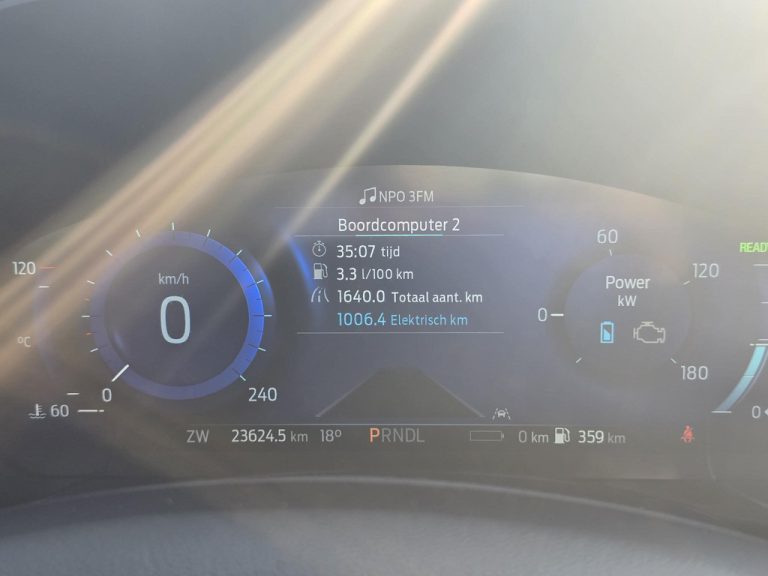 NPO 3FM
Boordcomputer 2
35:07 tijd
3.3 l/100 km
1640.0 Totaal aant. km
1006.4 Elektrisch km
120
ºC
60
km/h
0
0
240
60
0
120
180
Power
kW
READY
0
ZW 23624.5 km 18º PRNDL 0 km 359 km